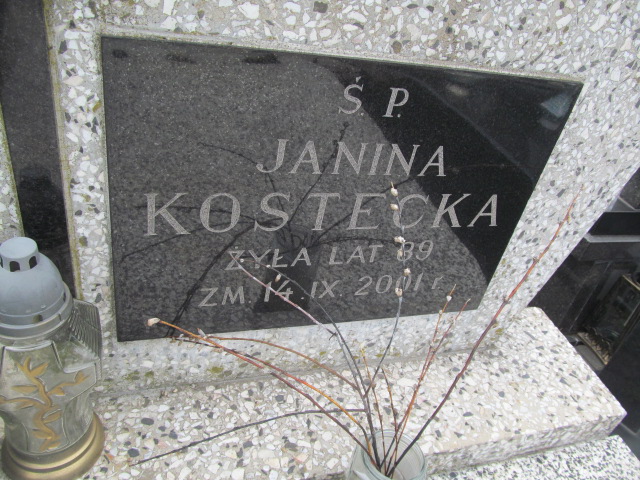 Ś. P.
JANINA
KOSTECKA
ŻYŁA LAT 89
ZM. 14. IX. 2001 r.